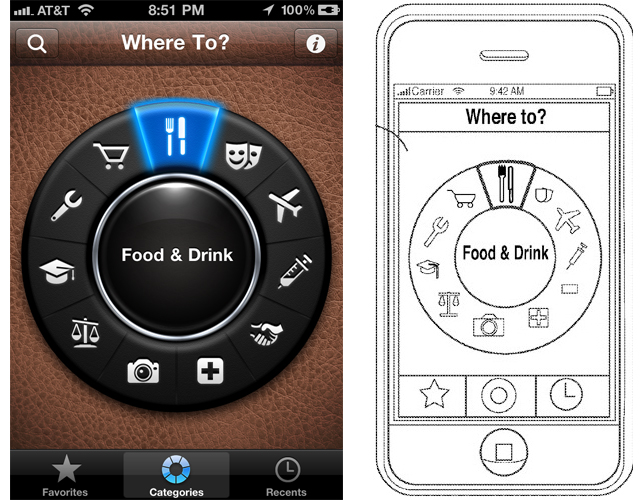 AT&T 8:51 PM 100%
Where To?
Food & Drink
Favorites Categories Recents
Carrier 9:42 AM
Where to?
Food & Drink